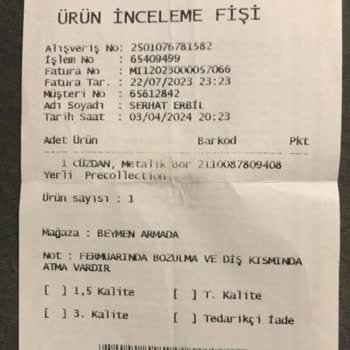 ÜRÜN İNCELEME FİŞİ
Alışveriş No: 2501076781582
İşlem No : 65409499
Fatura No : MI12023000057066
Fatura Tar. : 22/07/2023 23:23
Müşteri No : 65612842
Adı Soyadı : SERHAT ERBİL
Tarih Saat : 03/04/2024 20:23
Adet Ürün Barkod Pkt
1 CÜZDAN, Metalik Bor 2110087809408
Yerli Precollection
Ürün sayısı : 1
Mağaza : BEYMEN ARMADA
Not : FERMUARINDA BOZULMA VE DİŞ KISMINDA
ATMA VARDIR
[ ] 1,5 Kalite [ ] T. Kalite
[ ] 3. Kalite [ ] Tedarikçi İade